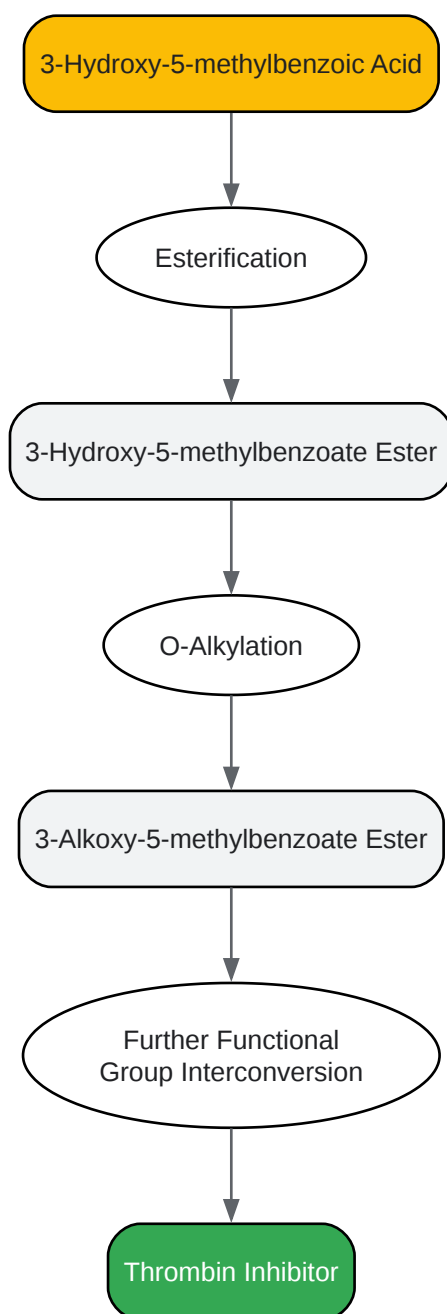 3-Hydroxy-5-methylbenzoic Acid
Esterification
3-Hydroxy-5-methylbenzoate Ester
O-Alkylation
3-Alkoxy-5-methylbenzoate Ester
Further Functional
Group Interconversion
Thrombin Inhibitor